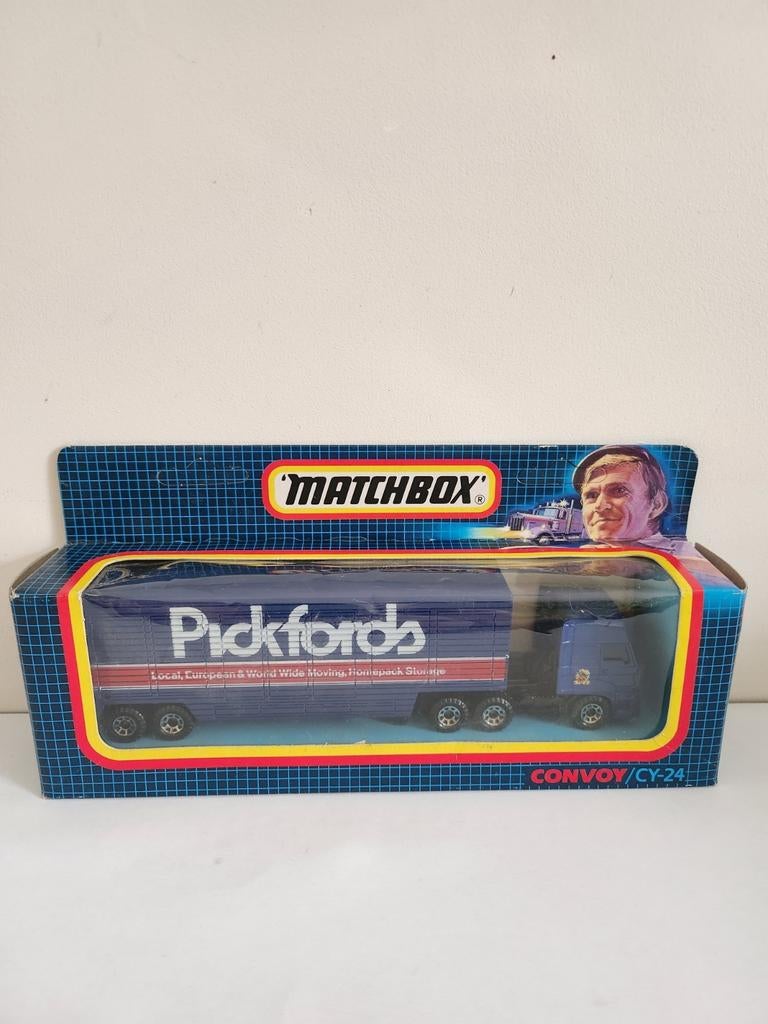 'MATCHBOX'®
Pickfords
Local, European & World Wide Moving, Homepack Storage
CONVOY/CY-24